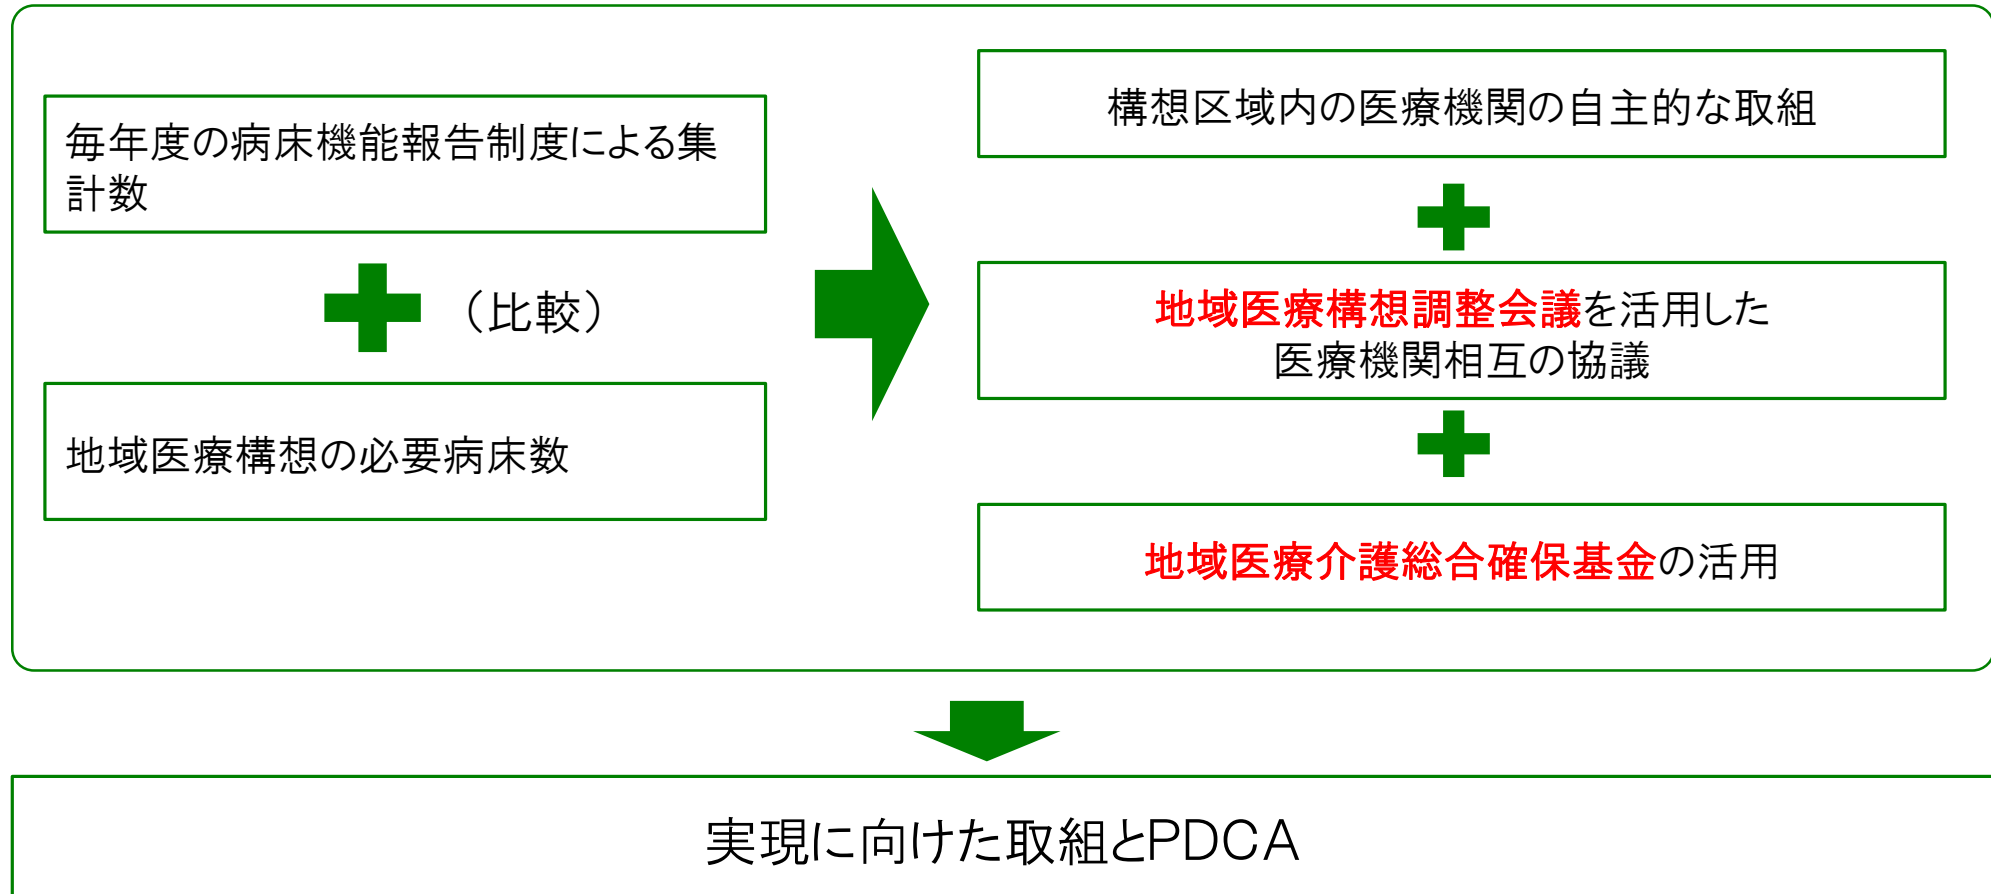 毎年度の病床機能報告制度による集
計数
（比較）
地域医療構想の必要病床数
構想区域内の医療機関の自主的な取組
地域医療構想調整会議を活用した
医療機関相互の協議
地域医療介護総合確保基金の活用
実現に向けた取組とPDCA